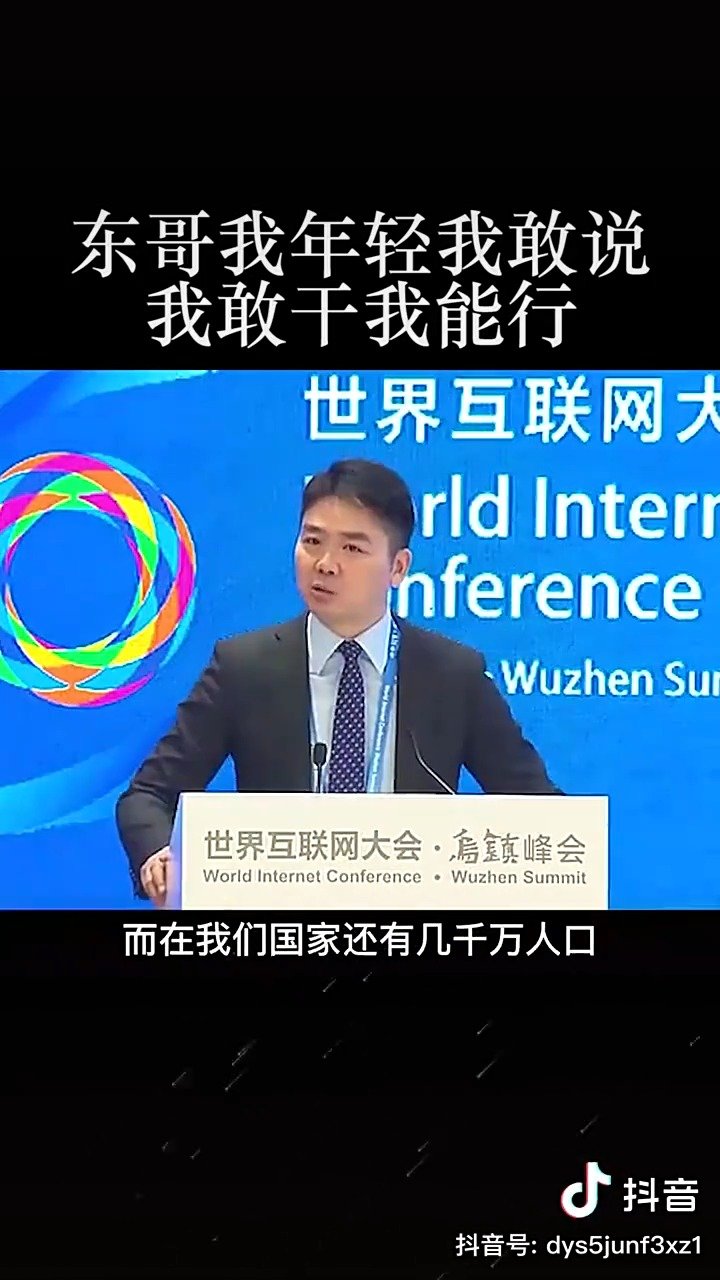 东哥我年轻我敢说
我敢干我能行
世界互联网大
rld Intern
nference
Wuzhen Sum
世界互联网大会·乌镇峰会
World Internet Conference • Wuzhen Summit
而在我们国家还有几千万人口
抖音
抖音号: dys5junf3xz1